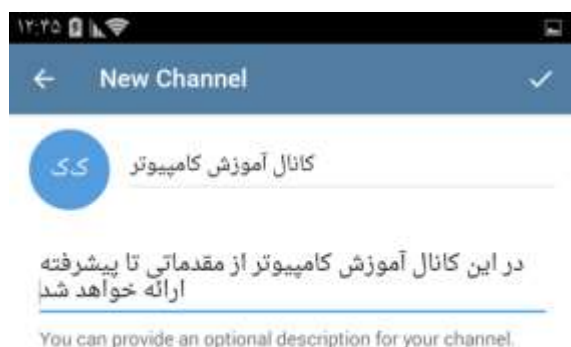 ۱۲:۴۵
New Channel
ک ک
کانال آموزش کامپیوتر
در این کانال آموزش کامپیوتر از مقدماتی تا پیشرفته
ارائه خواهد شد
You can provide an optional description for your channel.